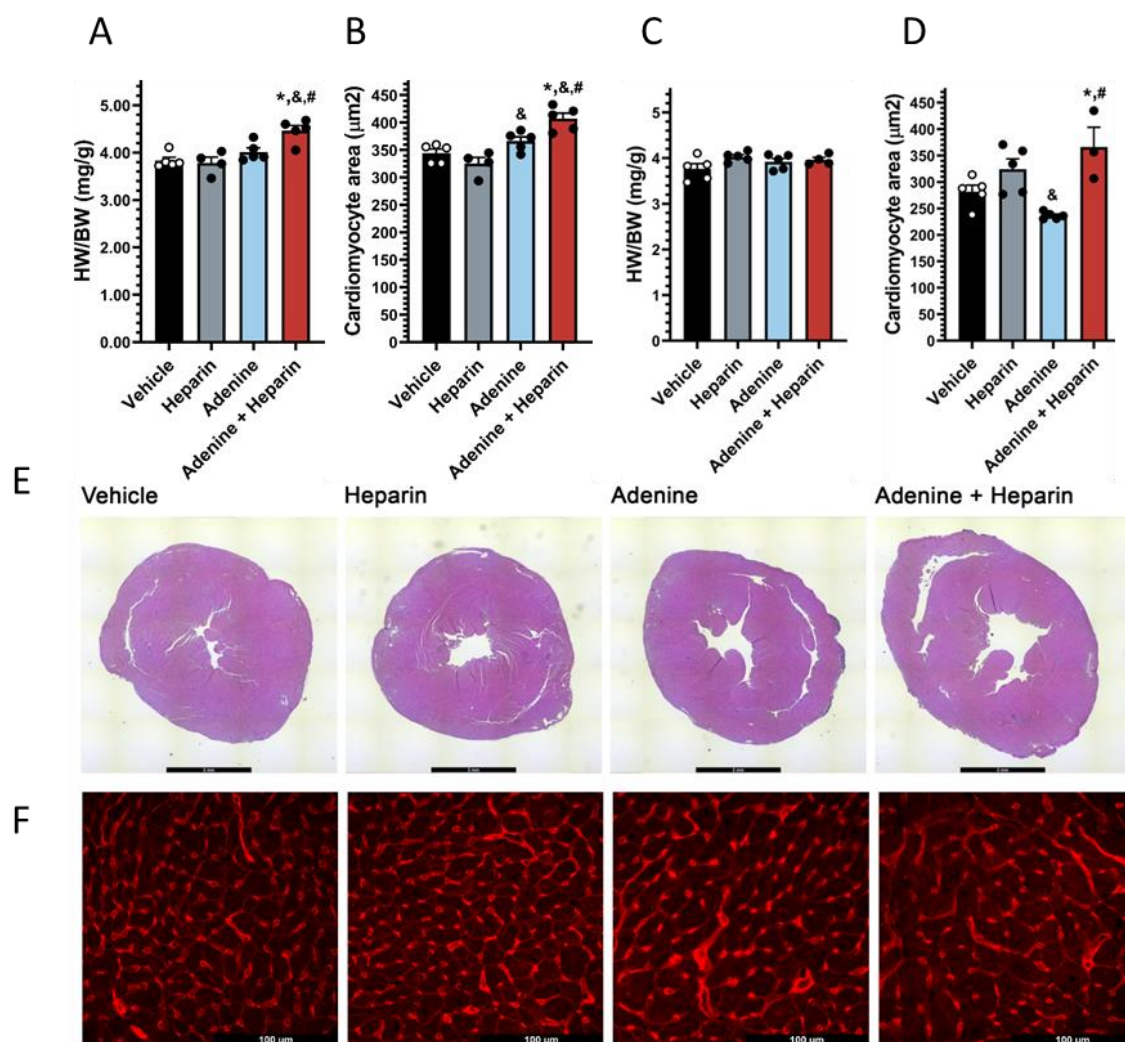 A
B
C
D
HW/BW (mg/g)
5.00
4.00
3.00
2.00
1.00
0.00
*,&,#
Vehicle
Heparin
Adenine
Adenine + Heparin
Cardiomyocyte area (µm2)
450
400
350
300
250
200
150
100
50
0
&
*,&,#
Vehicle
Heparin
Adenine
Adenine + Heparin
HW/BW (mg/g)
5
4
3
2
1
0
Vehicle
Heparin
Adenine
Adenine + Heparin
Cardiomyocyte area (µm2)
450
400
350
300
250
200
150
100
50
0
&
*,#
Vehicle
Heparin
Adenine
Adenine + Heparin
E
Vehicle
Heparin
Adenine
Adenine + Heparin
F
100 µm
100 µm
100 µm
100 µm